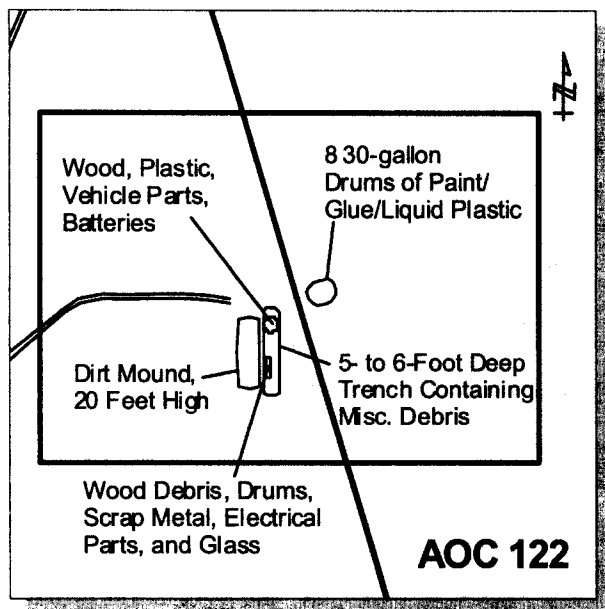 Wood, Plastic,
Vehicle Parts,
Batteries
8 30-gallon
Drums of Paint/
Glue/Liquid Plastic
N
Dirt Mound,
20 Feet High
5- to 6-Foot Deep
Trench Containing
Misc. Debris
Wood Debris, Drums,
Scrap Metal, Electrical
Parts, and Glass
AOC 122